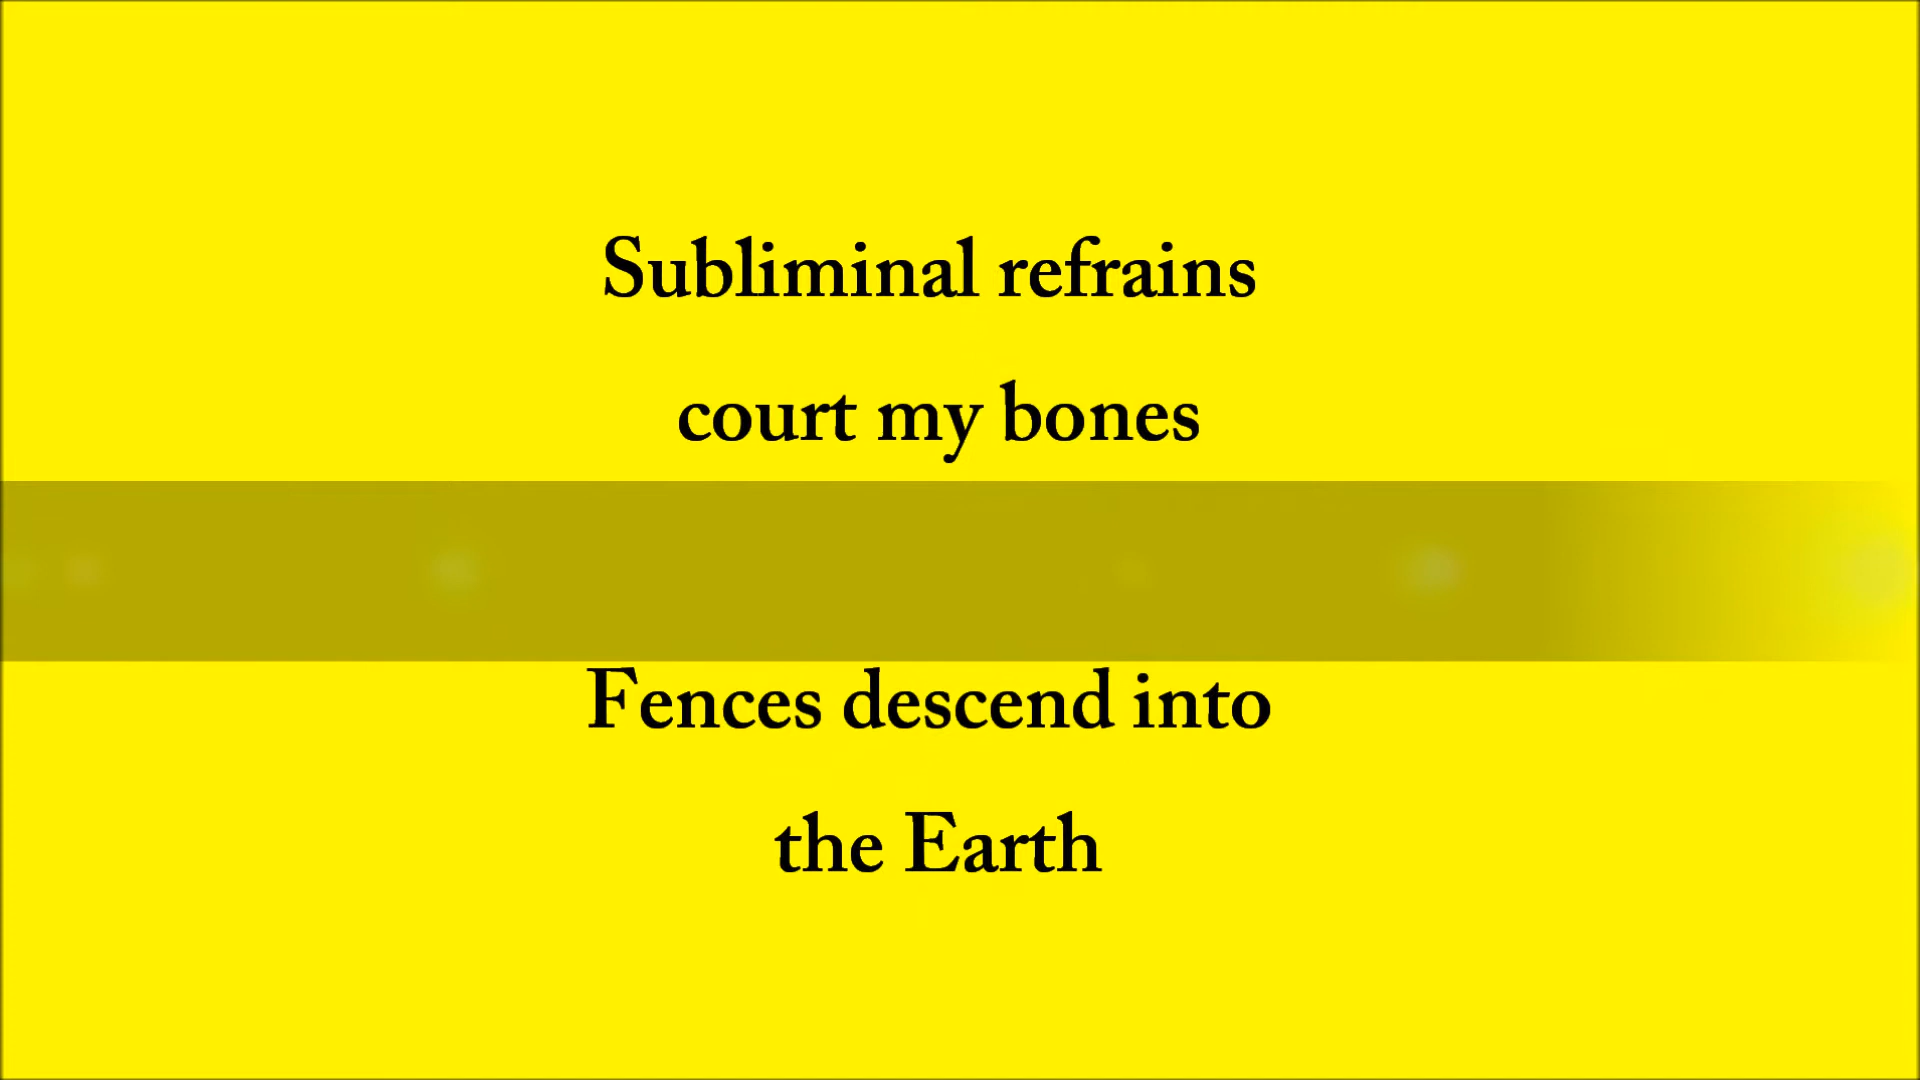 Subliminal refrains
court my bones
Fences descend into
the Earth